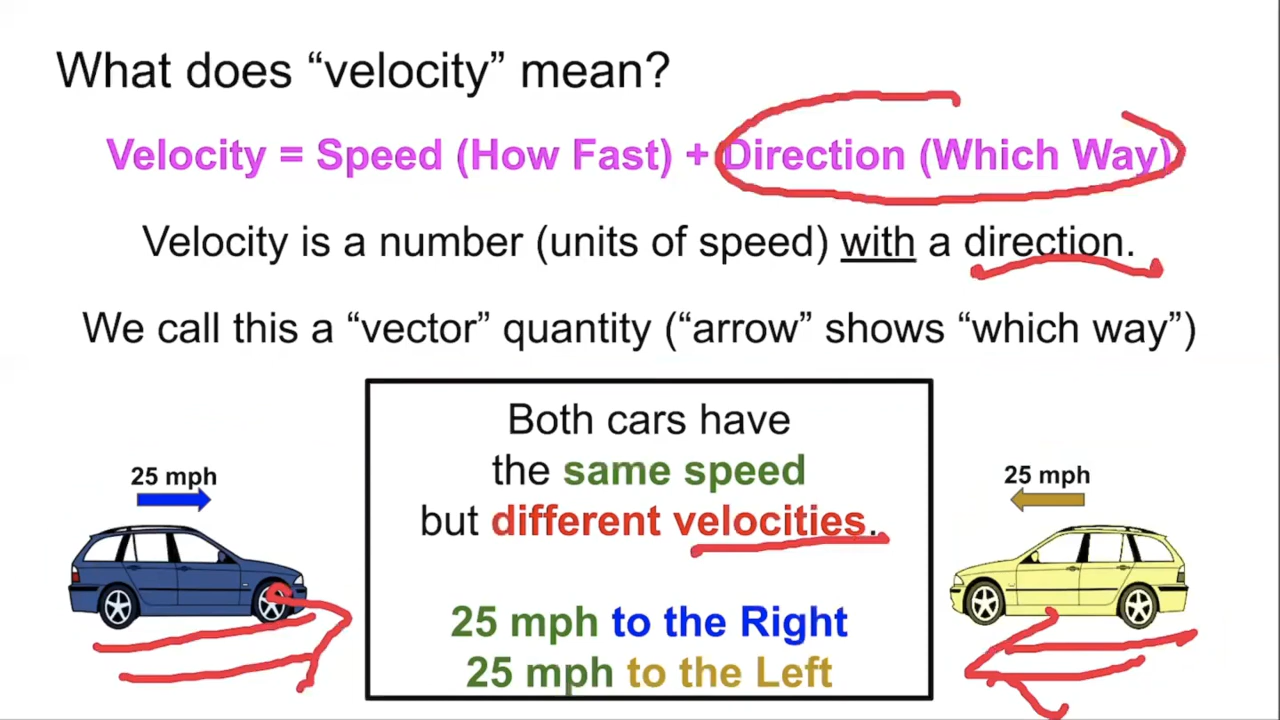 What does “velocity” mean?
Velocity = Speed (How Fast) + Direction (Which Way)
Velocity is a number (units of speed) with a direction.
We call this a “vector” quantity (“arrow” shows “which way”)
25 mph
Both cars have
the same speed
but different velocities.
25 mph to the Right
25 mph to the Left
25 mph